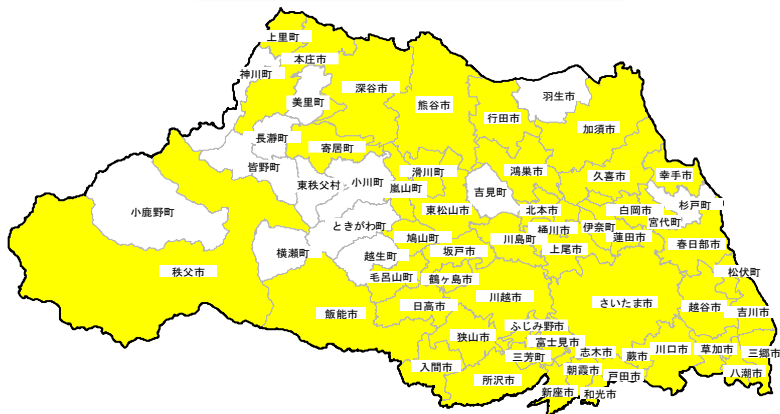 上里町
本庄市
神川町
深谷市
美里町
熊谷市
羽生市
行田市
加須市
長瀞町
寄居町
皆野町
東秩父村
小川町
滑川町
嵐山町
鴻巣市
久喜市
幸手市
吉見町
小鹿野町
東松山市
北本市
白岡市
杉戸町
宮代町
ときがわ町
桶川市
伊奈町
鳩山町
川島町
蓮田市
上尾市
春日部市
横瀬町
越生町
坂戸市
秩父市
毛呂山町
鶴ヶ島市
松伏町
川越市
さいたま市
飯能市
日高市
越谷市
吉川市
ふじみ野市
狭山市
富士見市
三芳町
志木市
蕨市
川口市
草加市
三郷市
入間市
朝霞市
戸田市
八潮市
所沢市
新座市
和光市